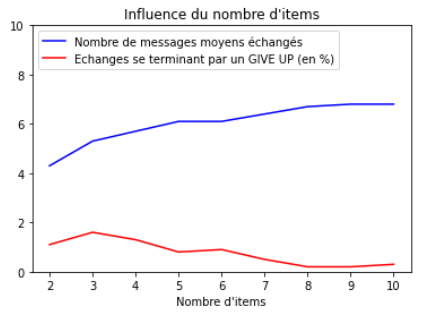 Influence du nombre d'items
10
8
6
4
2
0
Nombre de messages moyens échangés
Echanges se terminant par un GIVE UP (en %)
2 3 4 5 6 7 8 9 10
Nombre d'items